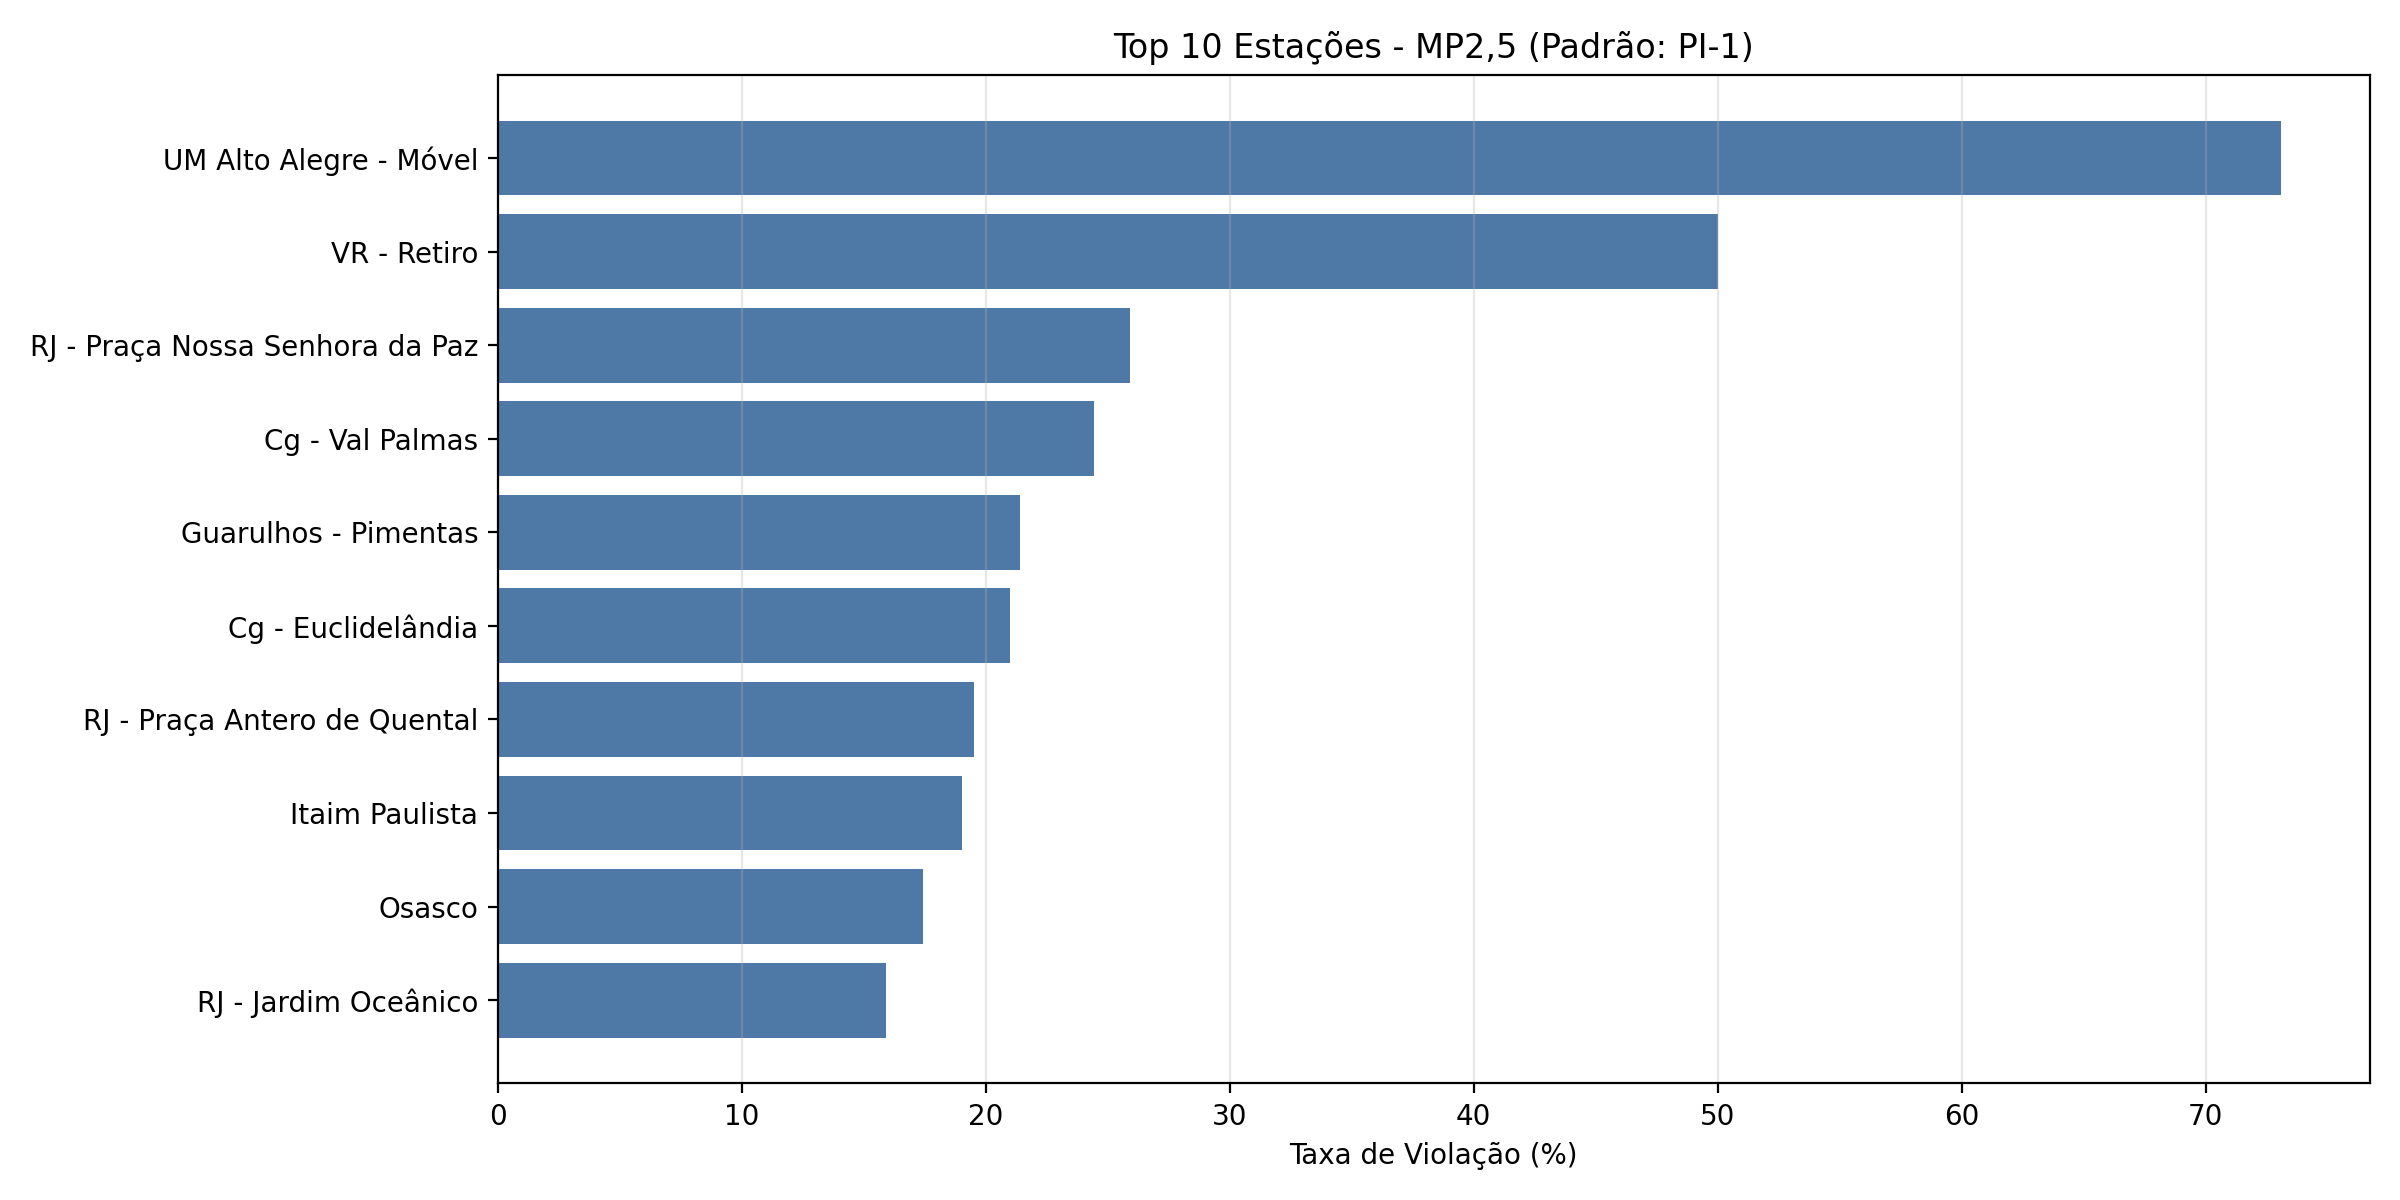 Top 10 Estações - MP2,5 (Padrão: PI-1)
UM Alto Alegre - Móvel
VR - Retiro
RJ - Praça Nossa Senhora da Paz
Cg - Val Palmas
Guarulhos - Pimentas
Cg - Euclidelândia
RJ - Praça Antero de Quental
Itaim Paulista
Osasco
RJ - Jardim Oceânico
0 10 20 30 40 50 60 70
Taxa de Violação (%)